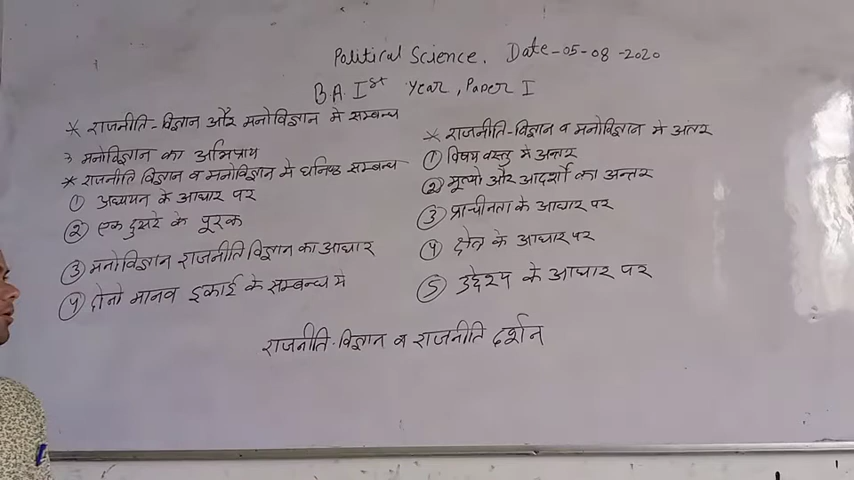 Political Science. Date-05-08-2020
B.A. Ist Year, Paper I
* राजनीति-विज्ञान और मनोविज्ञान मे सम्बन्ध
→ मनोविज्ञान का अभिप्राय
* राजनीति विज्ञान व मनोविज्ञान मे घनिष्ठ सम्बन्ध
① अध्ययन के आधार पर
② एक दुसरे के पूरक
③ मनोविज्ञान राजनीति विज्ञान का आधार
④ दोनो मानव इकाई के सम्बन्ध मे
* राजनीति-विज्ञान व मनोविज्ञान मे अंतर
① विषय वस्तु मे अन्तर
② मूल्यो और आदर्शो का अन्तर
③ प्राचीनता के आधार पर
④ क्षेत्र के आधार पर
⑤ उद्देश्य के आधार पर
राजनीति-विज्ञान व राजनीति दर्शन